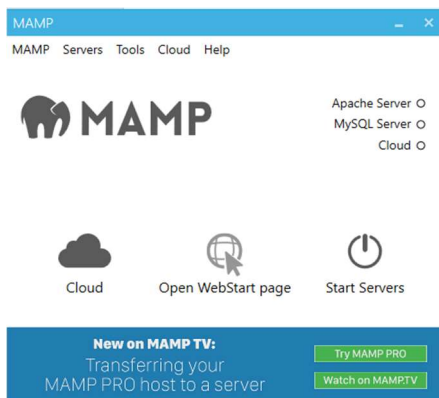 MAMP
MAMP Servers Tools Cloud Help
MAMP
Apache Server
MySQL Server
Cloud
Cloud
Open WebStart page
Start Servers
New on MAMP TV:
Transferring your
MAMP PRO host to a server
Try MAMP PRO
Watch on MAMP.TV